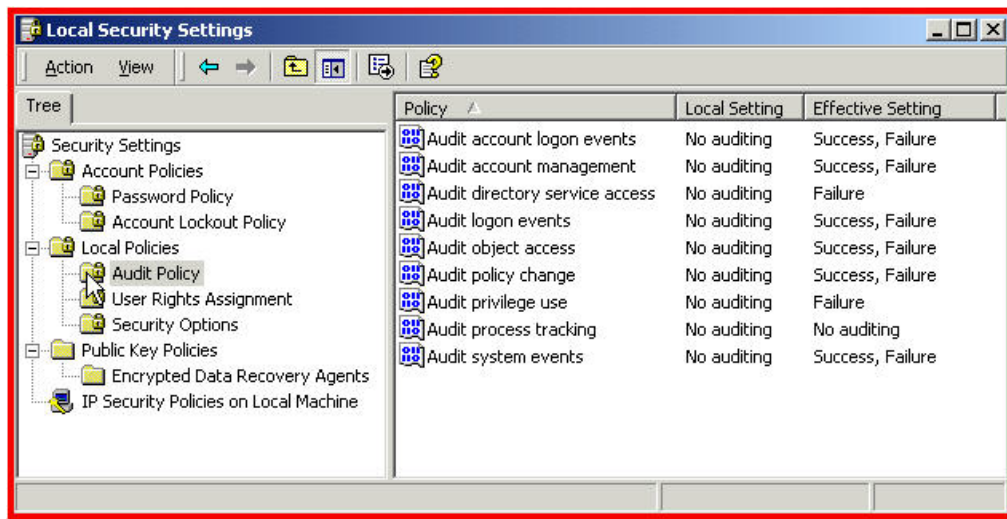 Local Security Settings
Action View
Tree
Security Settings
Account Policies
Password Policy
Account Lockout Policy
Local Policies
Audit Policy
User Rights Assignment
Security Options
Public Key Policies
Encrypted Data Recovery Agents
IP Security Policies on Local Machine
Policy Local Setting Effective Setting
Audit account logon events No auditing Success, Failure
Audit account management No auditing Success, Failure
Audit directory service access No auditing Failure
Audit logon events No auditing Success, Failure
Audit object access No auditing Success, Failure
Audit policy change No auditing Success, Failure
Audit privilege use No auditing Failure
Audit process tracking No auditing No auditing
Audit system events No auditing Success, Failure